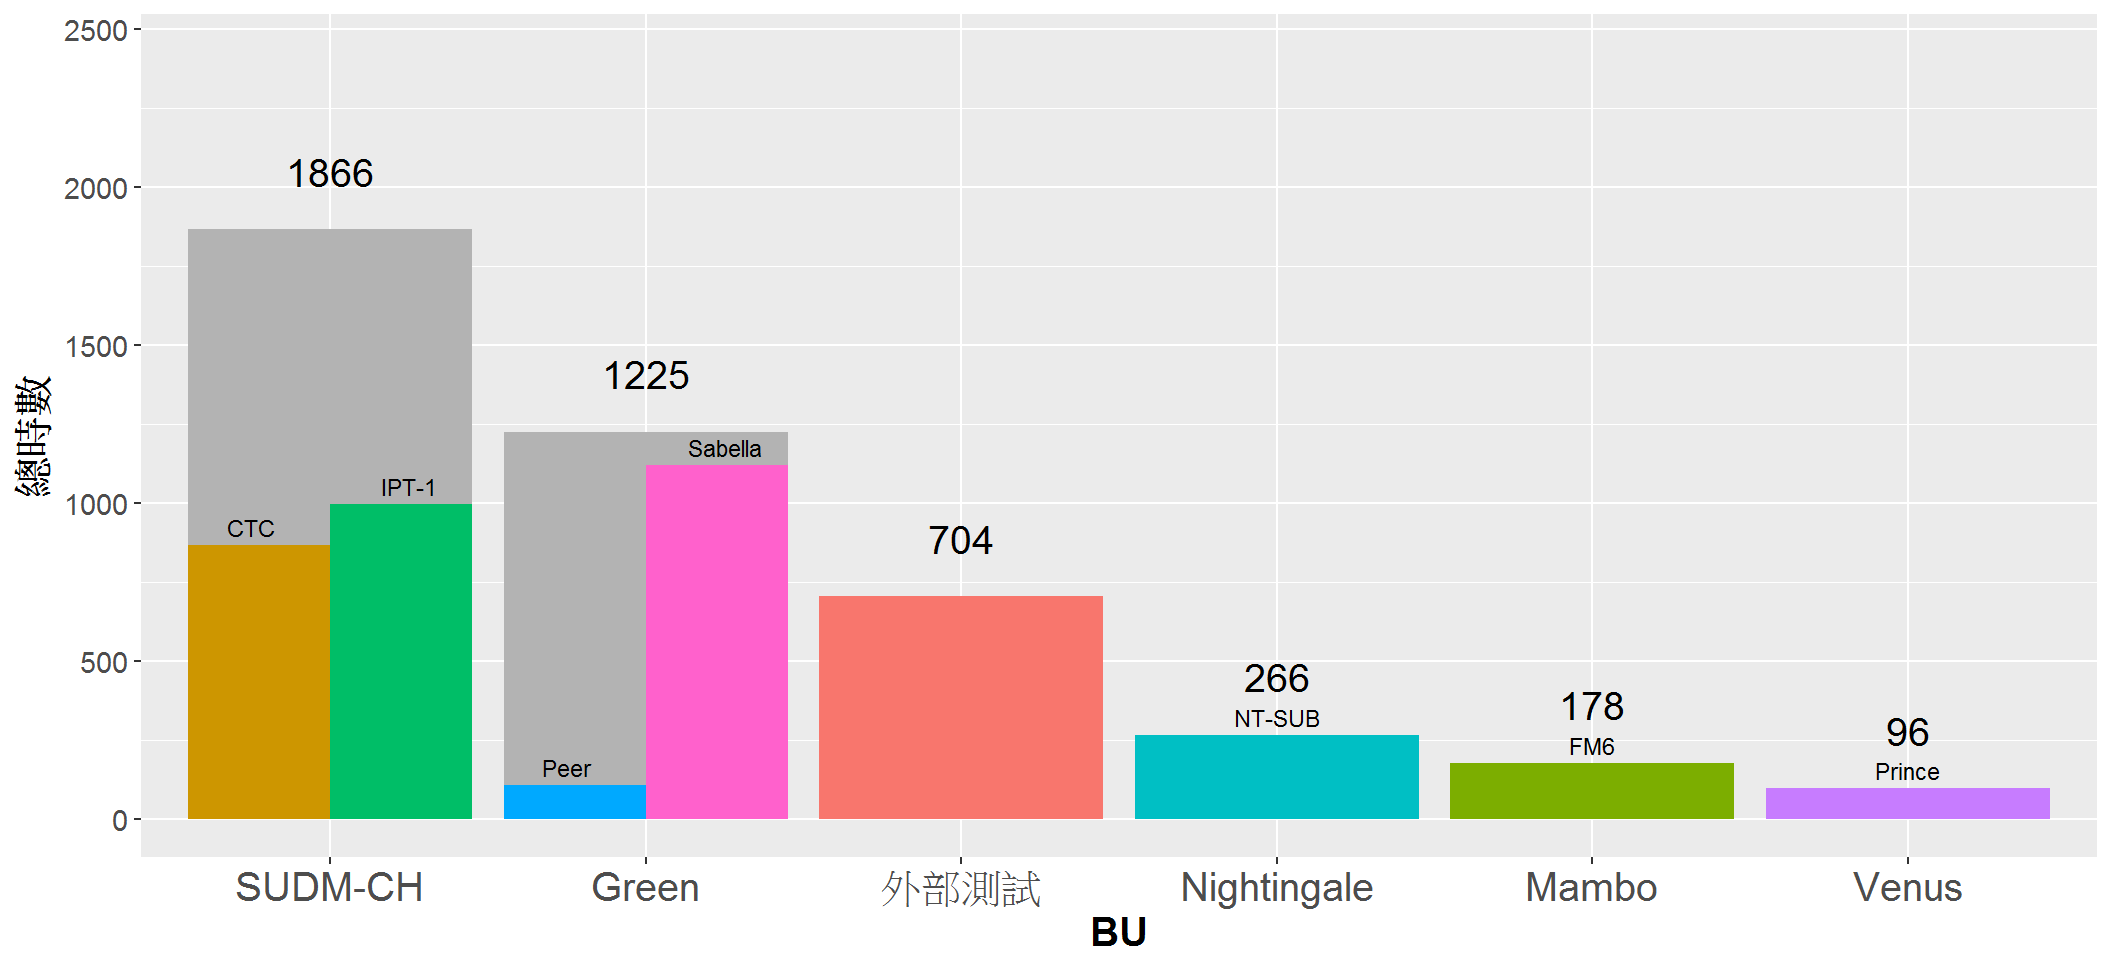 總時數
2500
2000
1500
1000
500
0
1866
1225
704
266
178
96
CTC
IPT-1
Peer
Sabella
NT-SUB
FM6
Prince
SUDM-CH
Green
外部測試
Nightingale
Mambo
Venus
BU